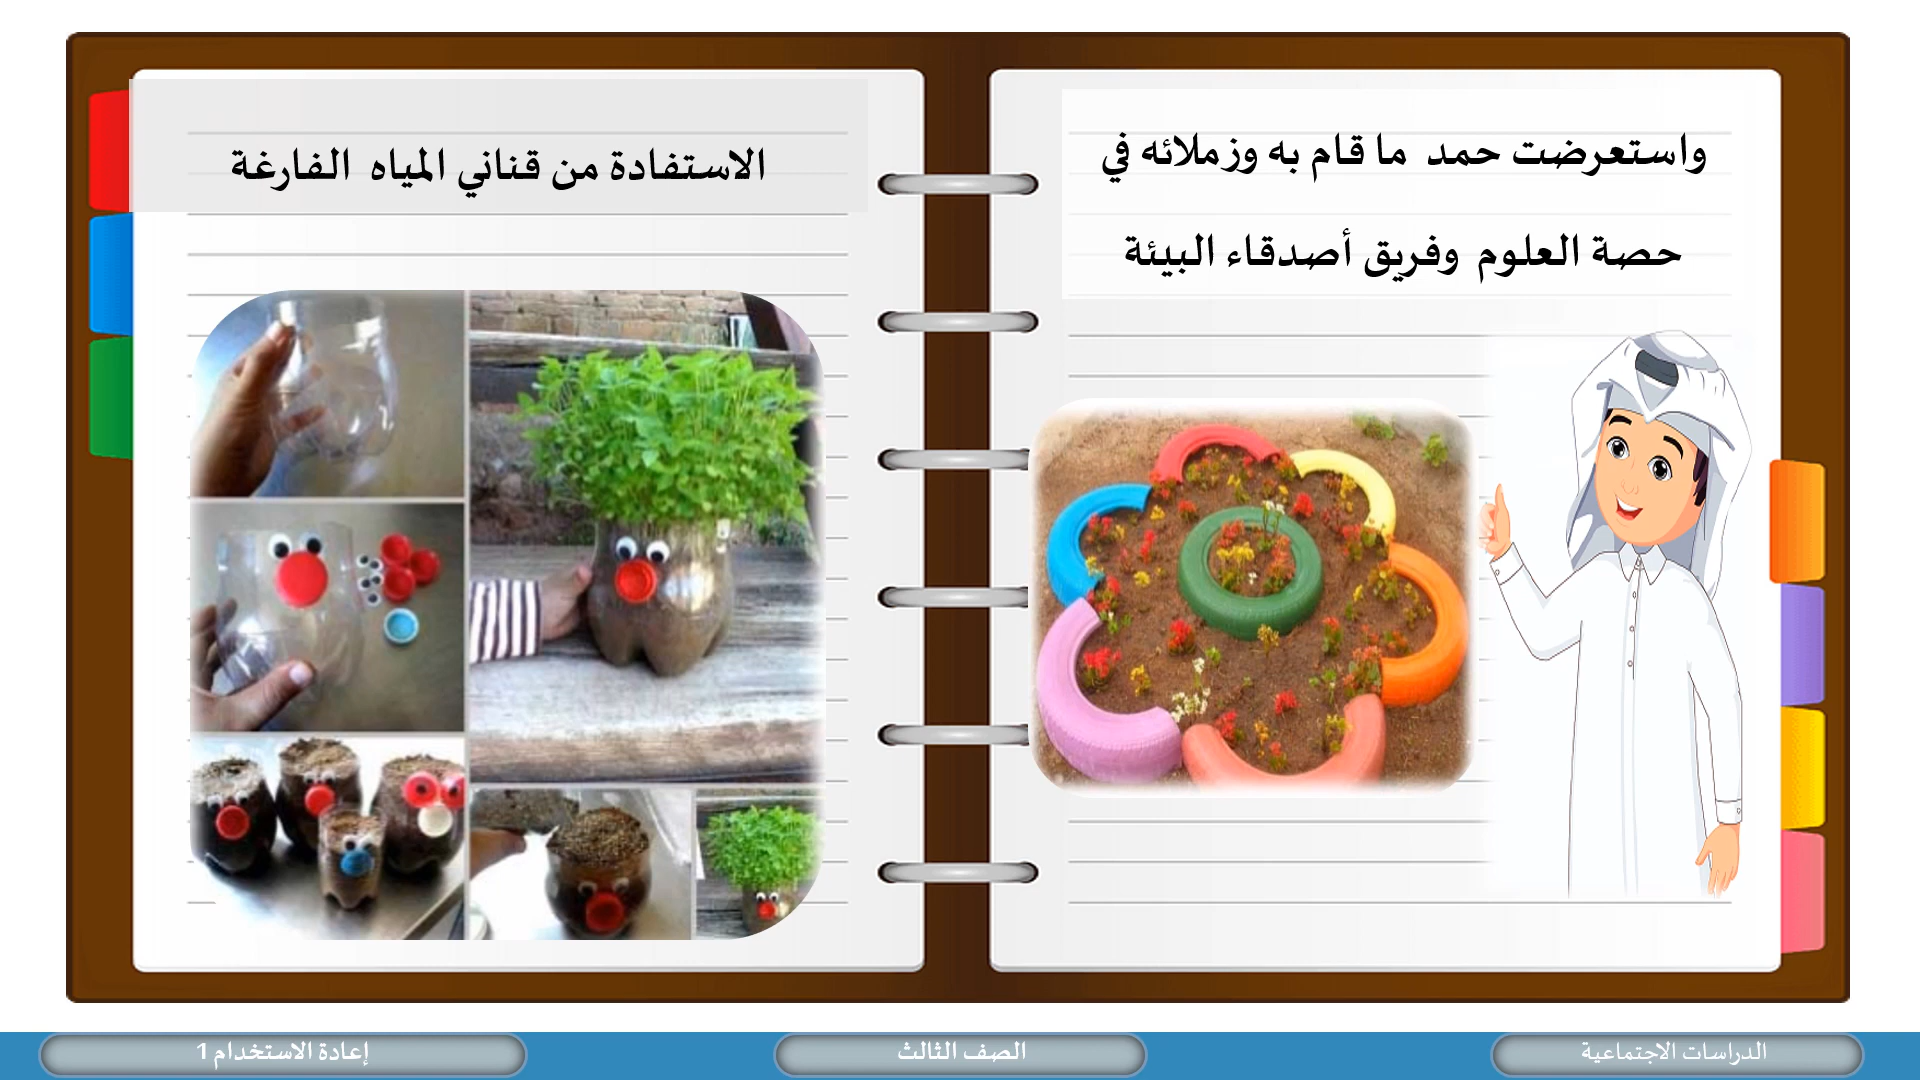 واستعرضت حمد ما قام به وزملائه في
حصة العلوم وفريق أصدقاء البيئة
الاستفادة من قناني المياه الفارغة
الدراسات الاجتماعية
الصف الثالث
إعادة الاستخدام 1